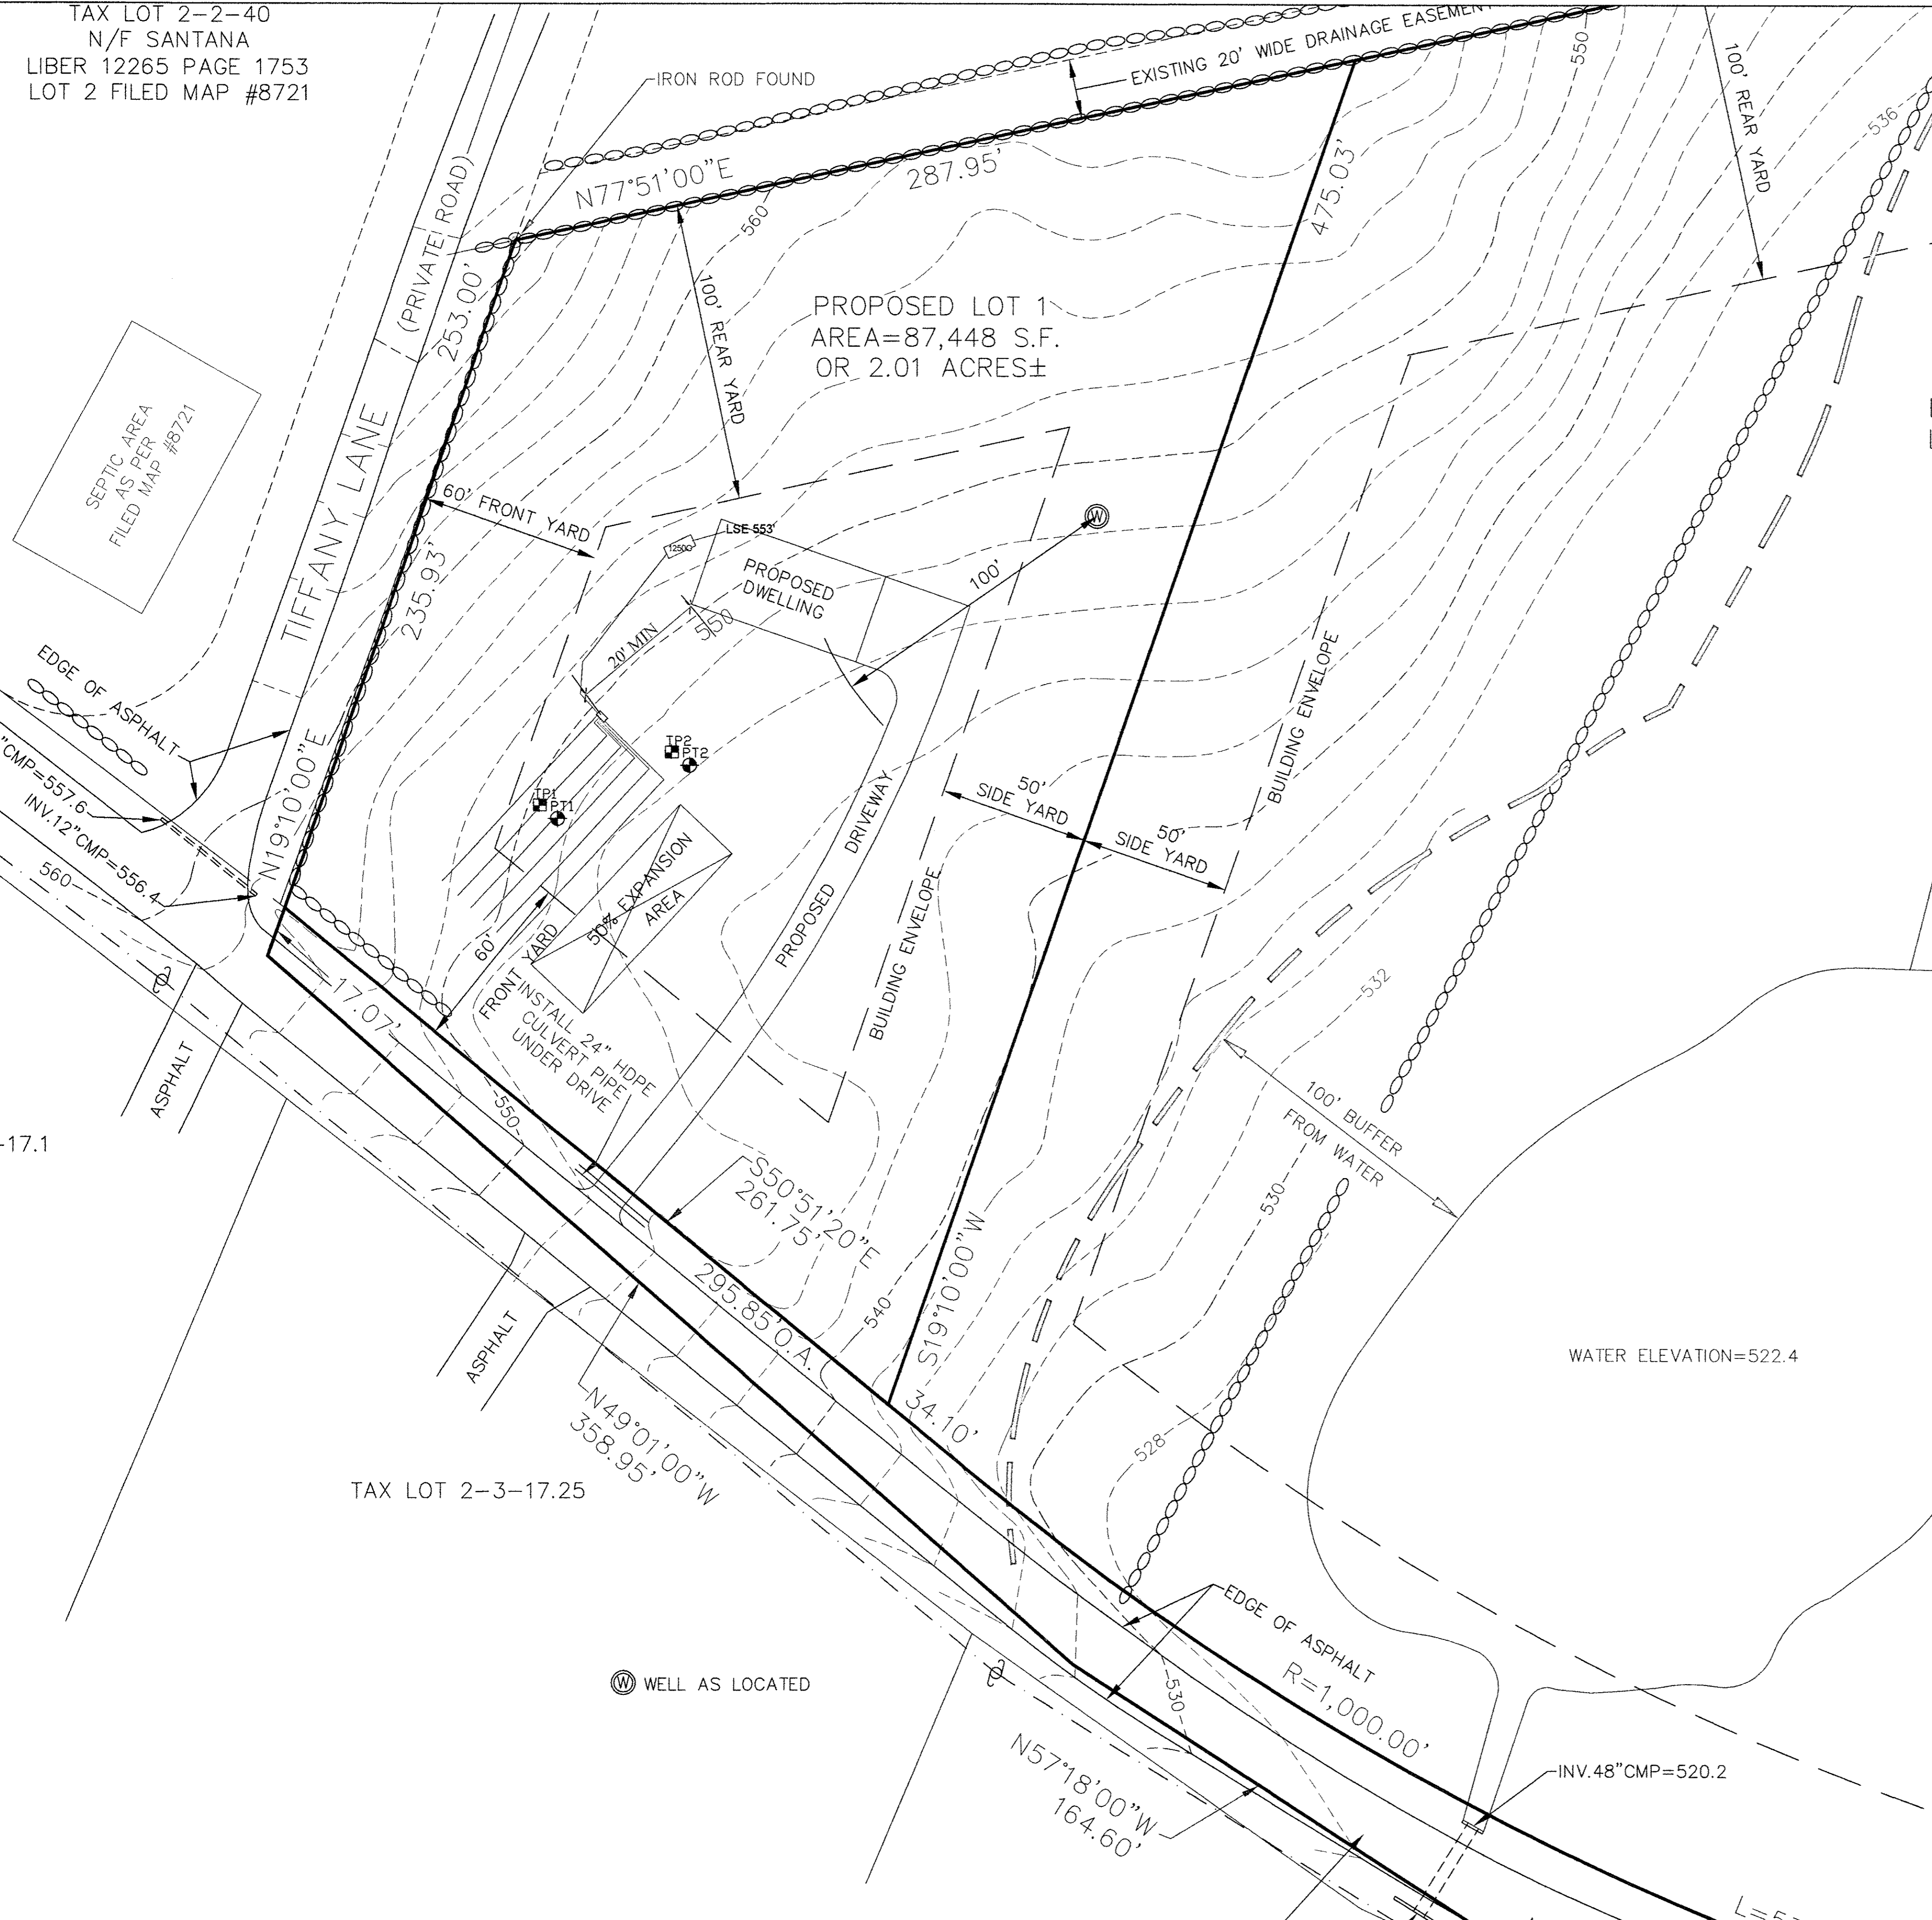 TAX LOT 2-2-40
N/F SANTANA
LIBER 12265 PAGE 1753
LOT 2 FILED MAP #8721
IRON ROD FOUND
EXISTING 20' WIDE DRAINAGE EASEMENT
550
100' REAR YARD
536
N77°51'00"E
287.95'
475.03'
560
(PRIVATE ROAD)
253.00'
100' REAR YARD
PROPOSED LOT 1
AREA=87,448 S.F.
OR 2.01 ACRES±
SEPTIC AREA
AS PER
FILED MAP #8721
TIFFANY LANE
60' FRONT YARD
235.93'
LSE 553'
1250G
PROPOSED
DWELLING
100'
W
550
20' MIN
EDGE OF ASPHALT
"CMP=557.6
INV.12"CMP=556.4
N19°10'00"E
560
TP2
PT2
TP1
PT1
50% EXPANSION
AREA
60'
FRONT YARD
PROPOSED DRIVEWAY
BUILDING ENVELOPE
50'
SIDE YARD
50'
SIDE YARD
BUILDING ENVELOPE
INSTALL 24" HDPE
CULVERT PIPE
UNDER DRIVE
17.07'
ASPHALT
550
532
100' BUFFER
FROM WATER
530
-17.1
S50°51'20"E
261.75'
295.85'O.A.
540
S19°10'00"W
34.10'
ASPHALT
N49°01'00"W
358.95'
WATER ELEVATION=522.4
528
TAX LOT 2-3-17.25
W WELL AS LOCATED
EDGE OF ASPHALT
R=1,000.00'
530
N57°18'00"W
164.60'
INV.48"CMP=520.2